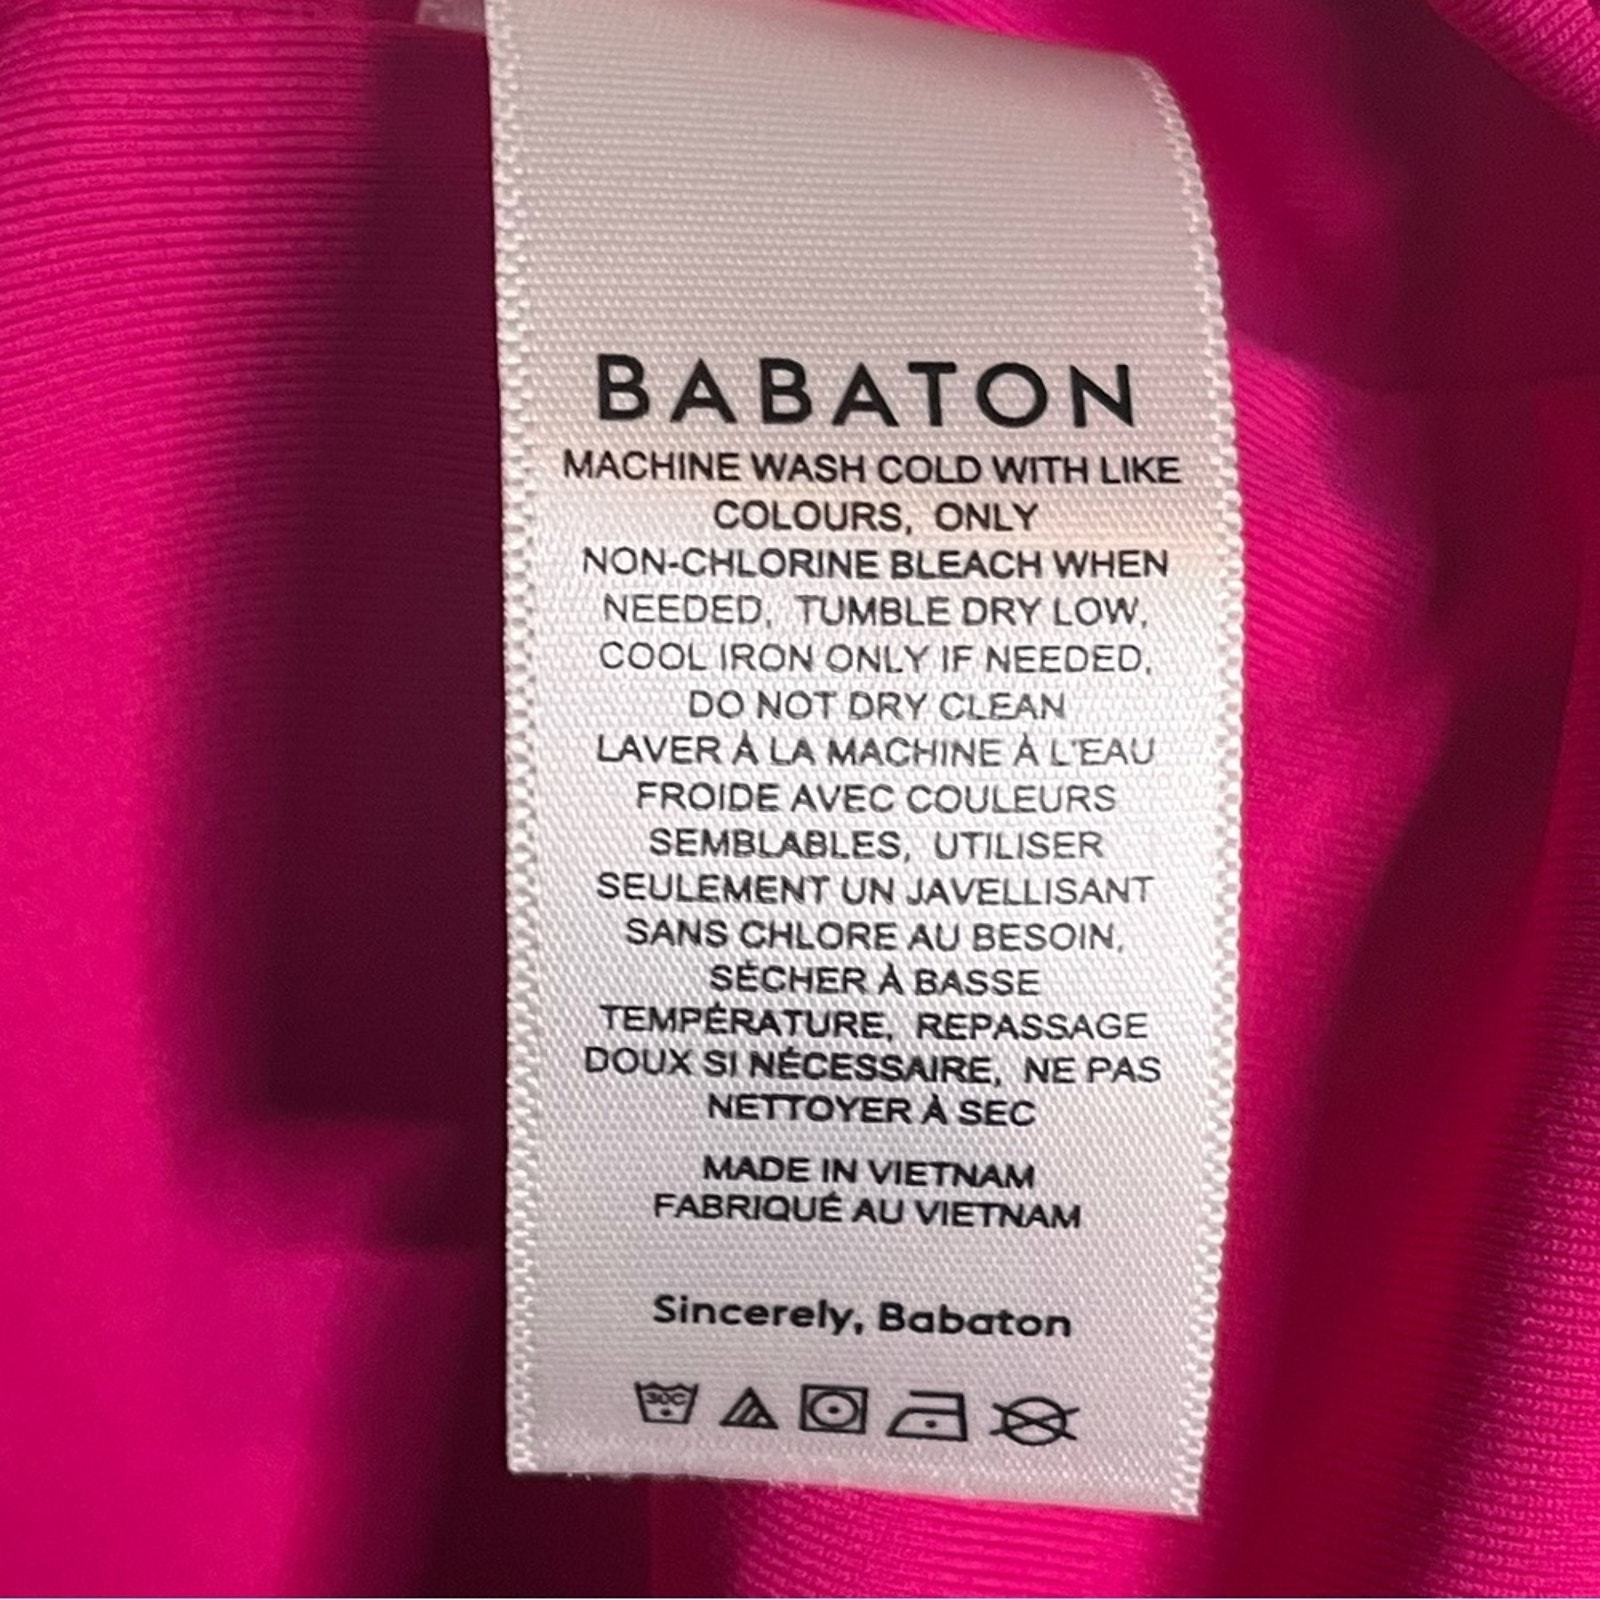 BABATON
MACHINE WASH COLD WITH LIKE
COLOURS, ONLY
NON-CHLORINE BLEACH WHEN
NEEDED, TUMBLE DRY LOW,
COOL IRON ONLY IF NEEDED,
DO NOT DRY CLEAN
LAVER À LA MACHINE À L'EAU
FROIDE AVEC COULEURS
SEMBLABLES, UTILISER
SEULEMENT UN JAVELLISANT
SANS CHLORE AU BESOIN,
SÉCHER À BASSE
TEMPÉRATURE, REPASSAGE
DOUX SI NÉCESSAIRE, NE PAS
NETTOYER À SEC
MADE IN VIETNAM
FABRIQUÉ AU VIETNAM
Sincerely, Babaton
30C